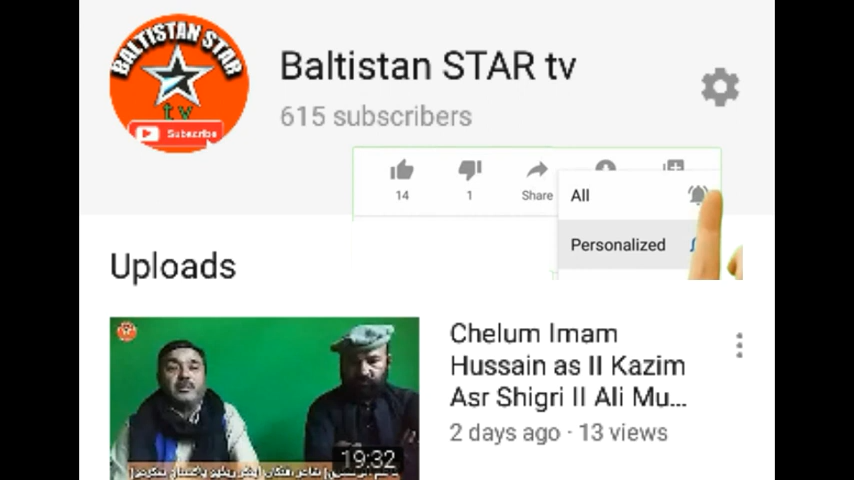 BALTISTAN STAR
tv
Subscribe
Baltistan STAR tv
615 subscribers
14
1
Share
All
Personalized
Uploads
19:32
Chelum Imam
Hussain as II Kazim
Asr Shigri II Ali Mu...
2 days ago · 13 views